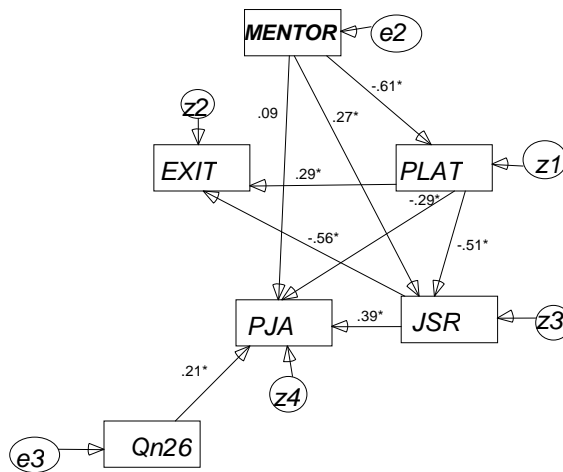 MENTOR
e2
-.61*
.09
.27*
z2
EXIT
.29*
PLAT
z1
-.29*
-.56*
-.51*
PJA
.39*
JSR
z3
.21*
z4
e3
Qn26